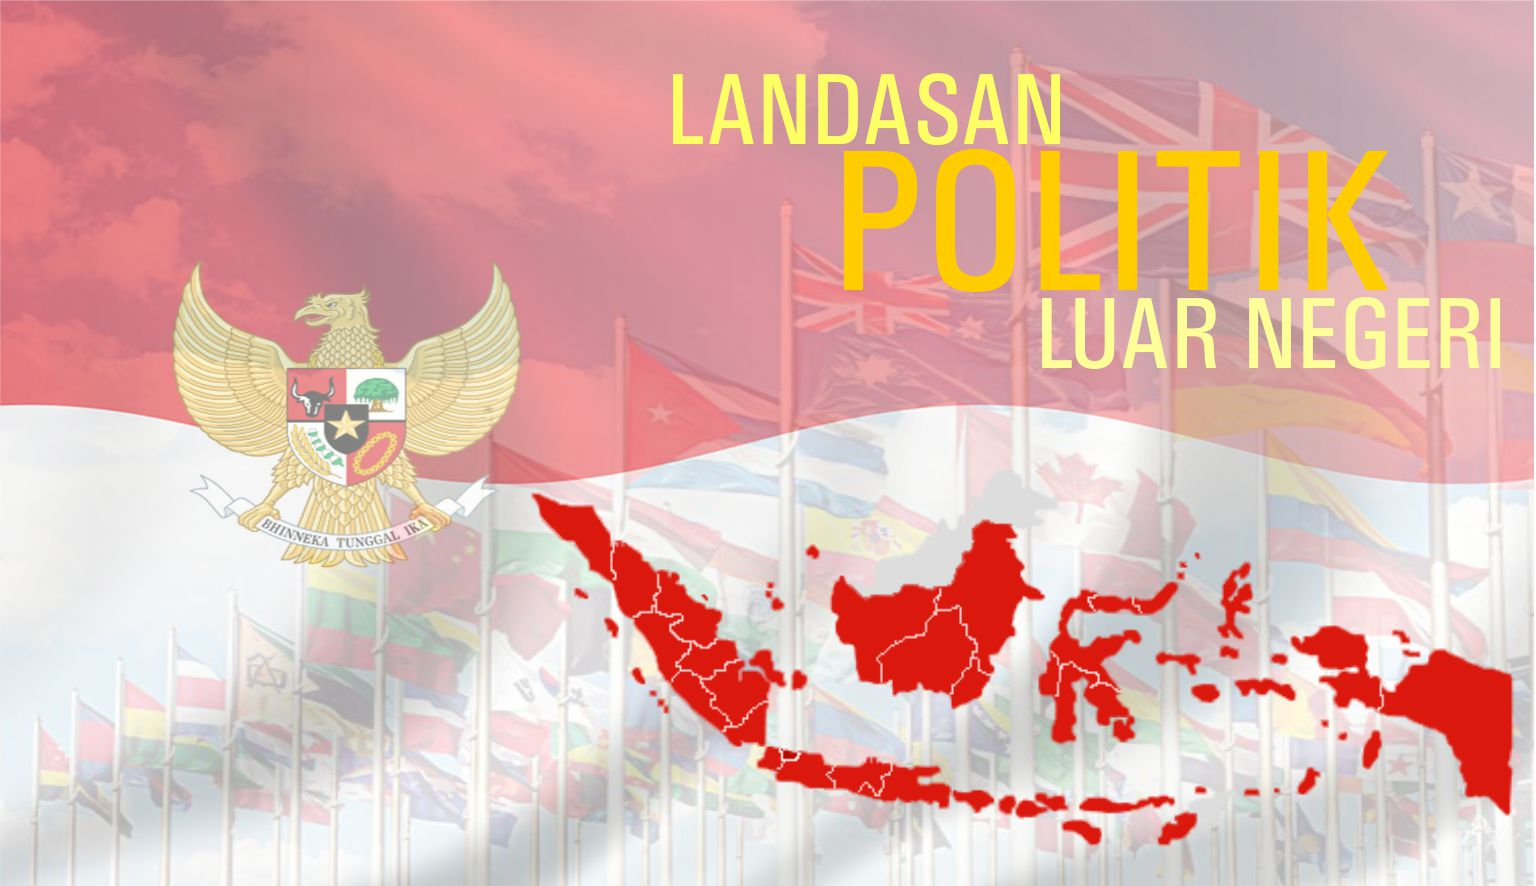 LANDASAN
POLITIK
LUAR NEGERI
BHINNEKA TUNGGAL IKA